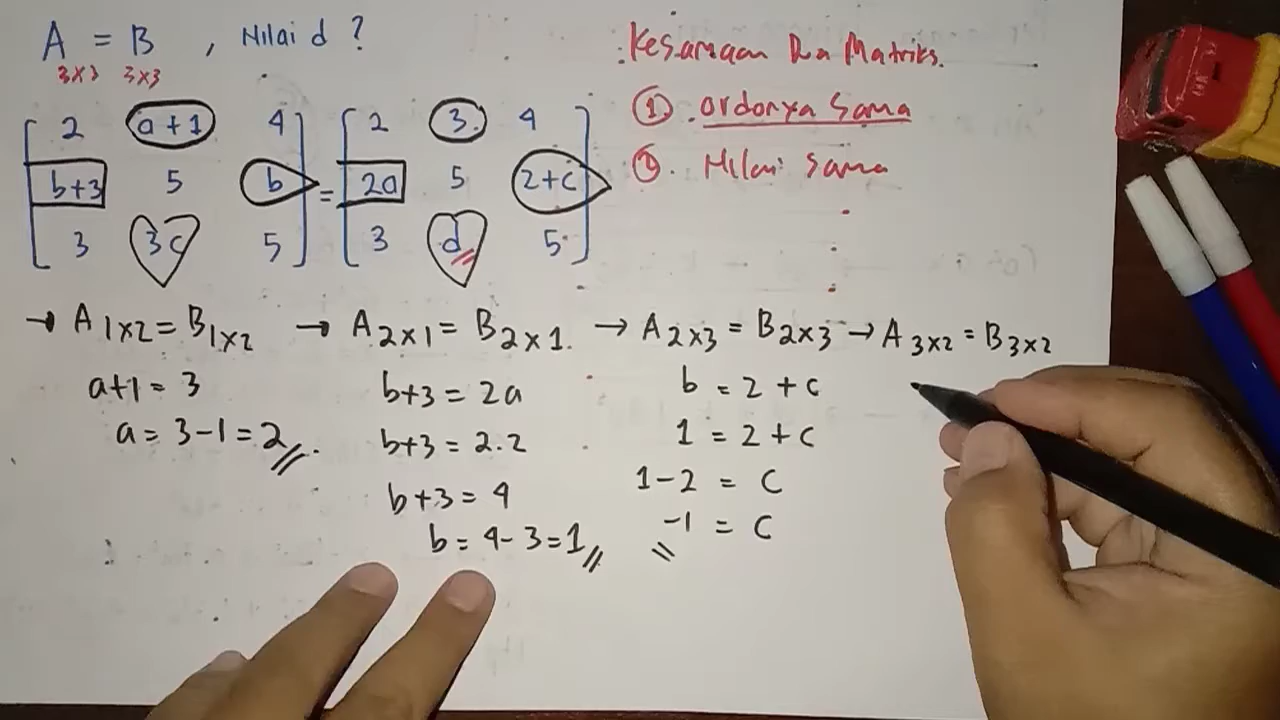 A = B , Nilai d ?
3x3 3x3
Kesamaan Dua Matriks.
① . Ordonya Sama
②. Nilai Sama
[ 2 a+1 4 ] [ 2 3. 4 ]
[ b+3 5 b ] = [ 2a 5 2+c ]
[ 3 3c 5 ] [ 3 d 5 ]
→ A1x2 = B1x2
a+1 = 3
a = 3-1 = 2 //.
→ A2x1 = B2x1.
b+3 = 2a
b+3 = 2.2
b+3 = 4
b = 4-3 = 1 //
→ A2x3 = B2x3
b = 2 + c
1 = 2 + c
1-2 = c
-1 = c
//
→ A3x2 = B3x2